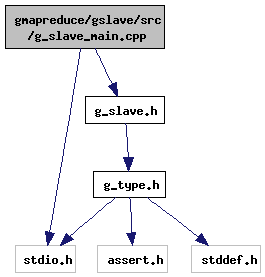 gmapreduce/gslave/src
/g_slave_main.cpp
g_slave.h
g_type.h
stdio.h
assert.h
stddef.h